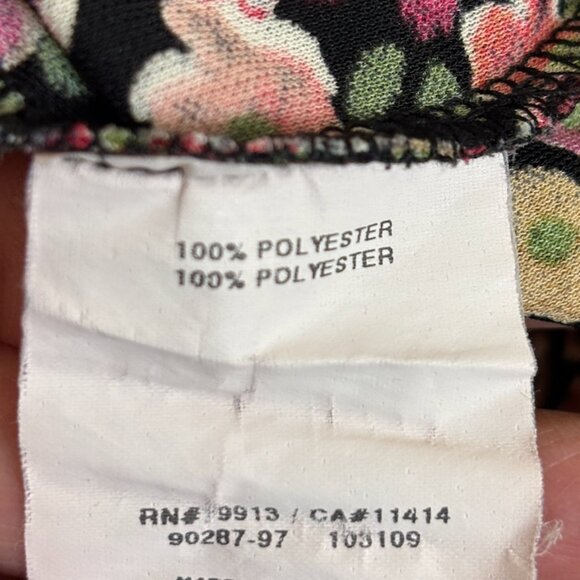 100% POLYESTER
100% POLYESTER
RN# 9913 / CA#11414
90287-97 103109